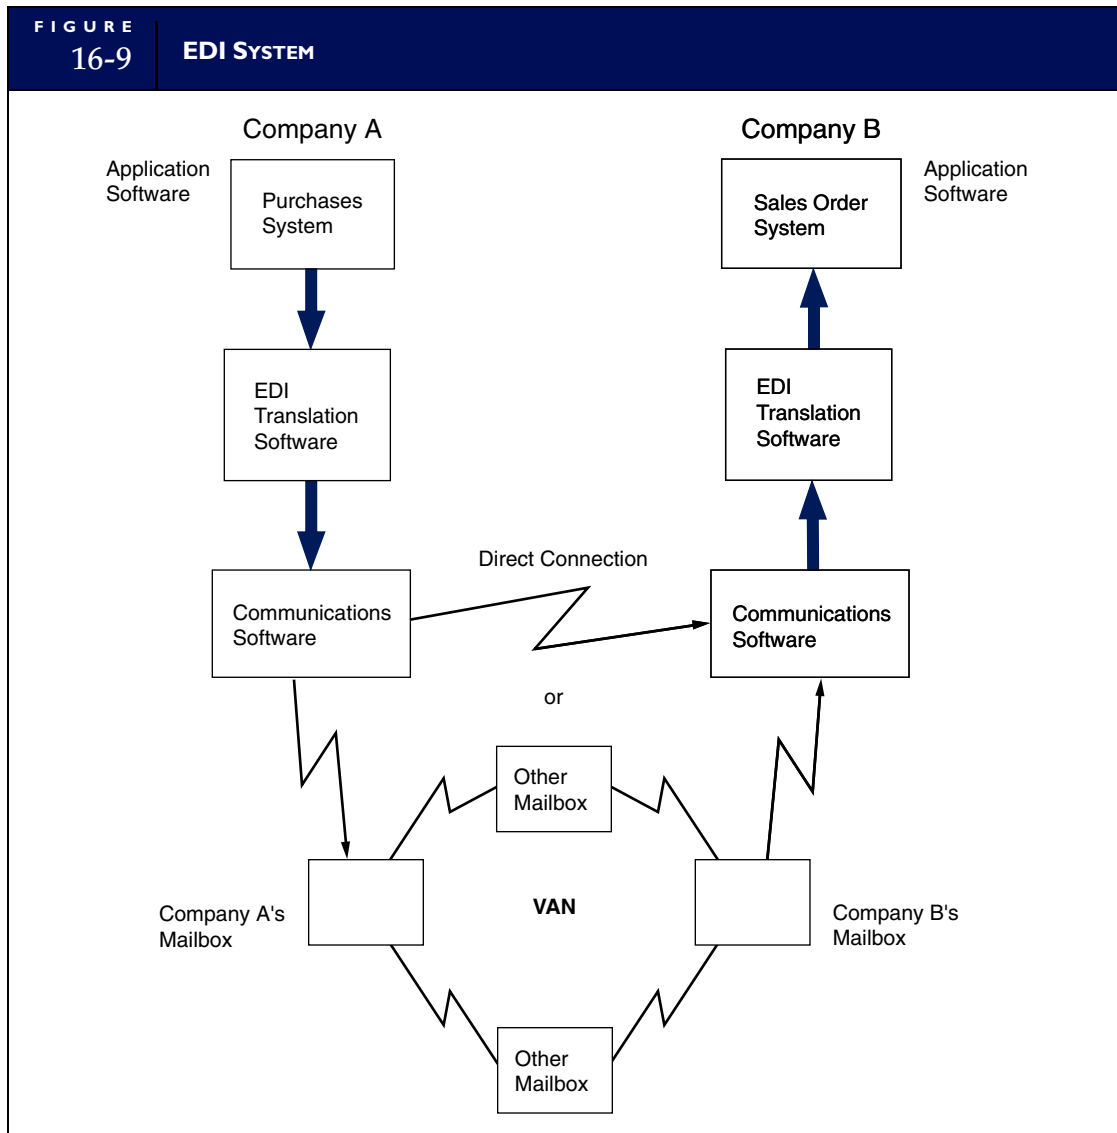 FIGURE
16-9
EDI SYSTEM
Company A
Company B
Application
Software
Purchases
System
Sales Order
System
Application
Software
EDI
Translation
Software
EDI
Translation
Software
Direct Connection
Communications
Software
Communications
Software
or
Other
Mailbox
Company A's
Mailbox
VAN
Company B's
Mailbox
Other
Mailbox